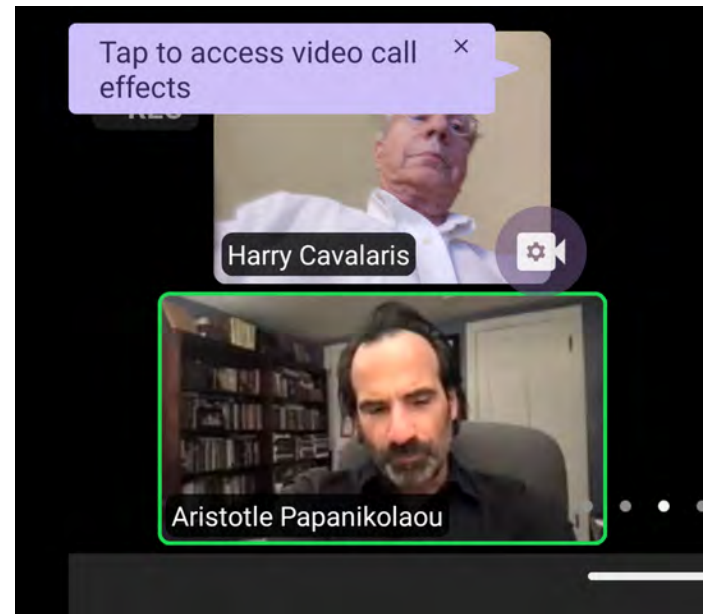 Tap to access video call
effects
Harry Cavalaris
Aristotle Papanikolaou